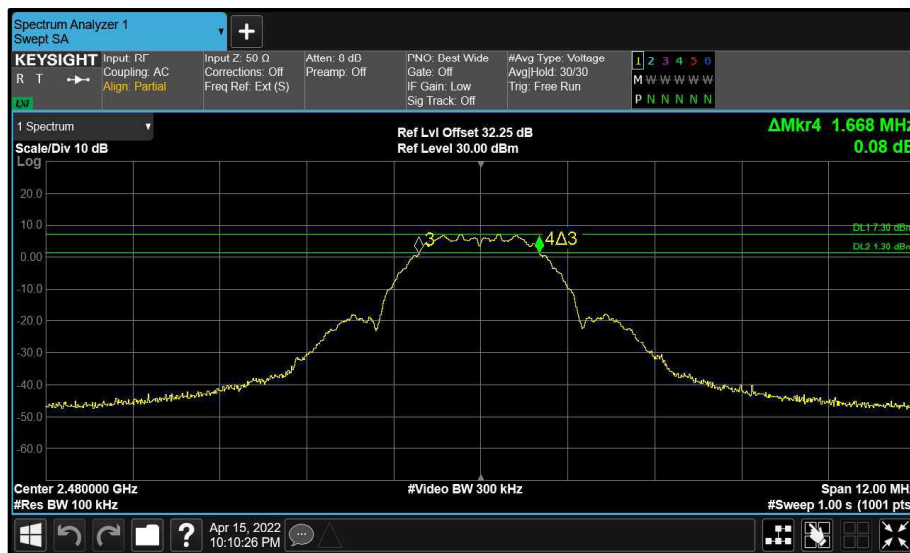 Spectrum Analyzer 1
Swept SA
+
KEYSIGHT
R T
LXI
Input: RF
Coupling: AC
Align: Partial
Input Z: 50 Ω
Corrections: Off
Freq Ref: Ext (S)
Atten: 8 dB
Preamp: Off
PNO: Best Wide
Gate: Off
IF Gain: Low
Sig Track: Off
#Avg Type: Voltage
Avg|Hold: 30/30
Trig: Free Run
1 2 3 4 5 6
M W W W W W
P N N N N N
1 Spectrum
Scale/Div 10 dB
Log
Ref Lvl Offset 32.25 dB
Ref Level 30.00 dBm
ΔMkr4 1.668 MHz
0.08 dB
20.0
10.0
0.00
-10.0
-20.0
-30.0
-40.0
-50.0
-60.0
3
4Δ3
DL1 7.30 dBm
DL2 1.30 dBm
Center 2.480000 GHz
#Res BW 100 kHz
#Video BW 300 kHz
Span 12.00 MHz
#Sweep 1.00 s (1001 pts)
?
Apr 15, 2022
10:10:26 PM